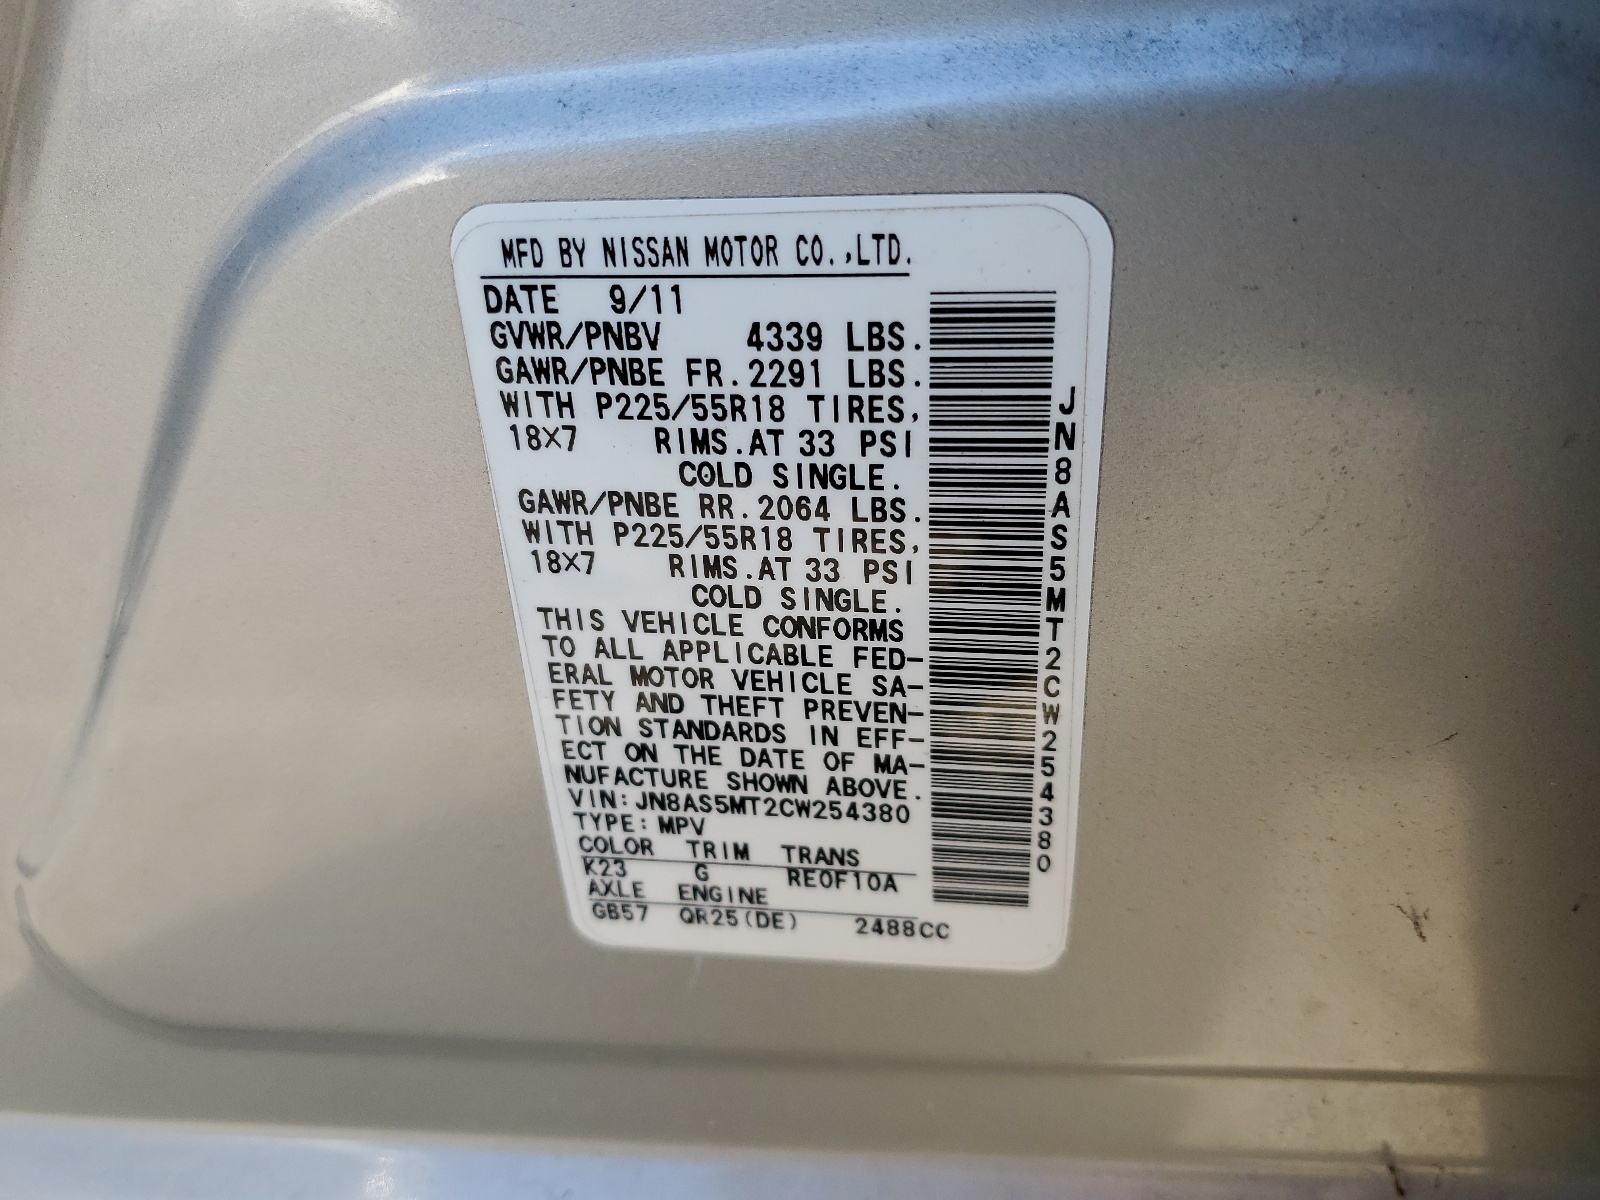 MFD BY NISSAN MOTOR CO.,LTD.
DATE 9/11
GVWR/PNBV 4339 LBS.
GAWR/PNBE FR.2291 LBS.
WITH P225/55R18 TIRES,
18×7 RIMS.AT 33 PSI
COLD SINGLE.
GAWR/PNBE RR.2064 LBS.
WITH P225/55R18 TIRES,
18×7 RIMS.AT 33 PSI
COLD SINGLE.
THIS VEHICLE CONFORMS
TO ALL APPLICABLE FED-
ERAL MOTOR VEHICLE SA-
FETY AND THEFT PREVEN-
TION STANDARDS IN EFF-
ECT ON THE DATE OF MA-
NUFACTURE SHOWN ABOVE.
VIN:JN8AS5MT2CW254380
TYPE:MPV
COLOR TRIM TRANS
K23 G RE0F10A
AXLE ENGINE
GB57 QR25(DE) 2488CC
JN8AS5MT2CW254380